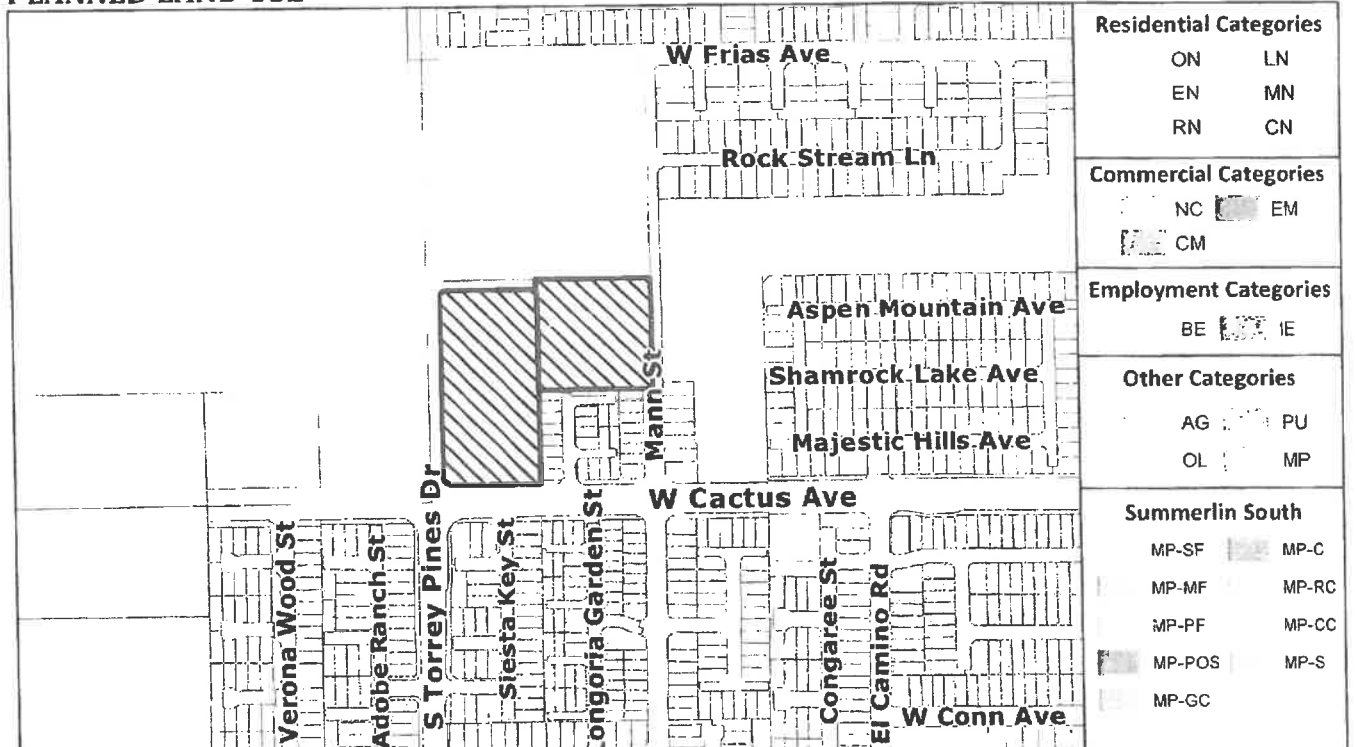 PLANNED LAND USE
W Frias Ave
Rock Stream Ln
Aspen Mountain Ave
Shamrock Lake Ave
Majestic Hills Ave
Mann St
W Cactus Ave
Verona Wood St
Adobe Ranch St
S Torrey Pines Dr
Siesta Key St
Longoria Garden St
Congaree St
El Camino Rd
W Conn Ave
Residential Categories
ON LN
EN MN
RN CN
Commercial Categories
NC EM
CM
Employment Categories
BE IE
Other Categories
AG PU
OL MP
Summerlin South
MP-SF MP-C
MP-MF MP-RC
MP-PF MP-CC
MP-POS MP-S
MP-GC